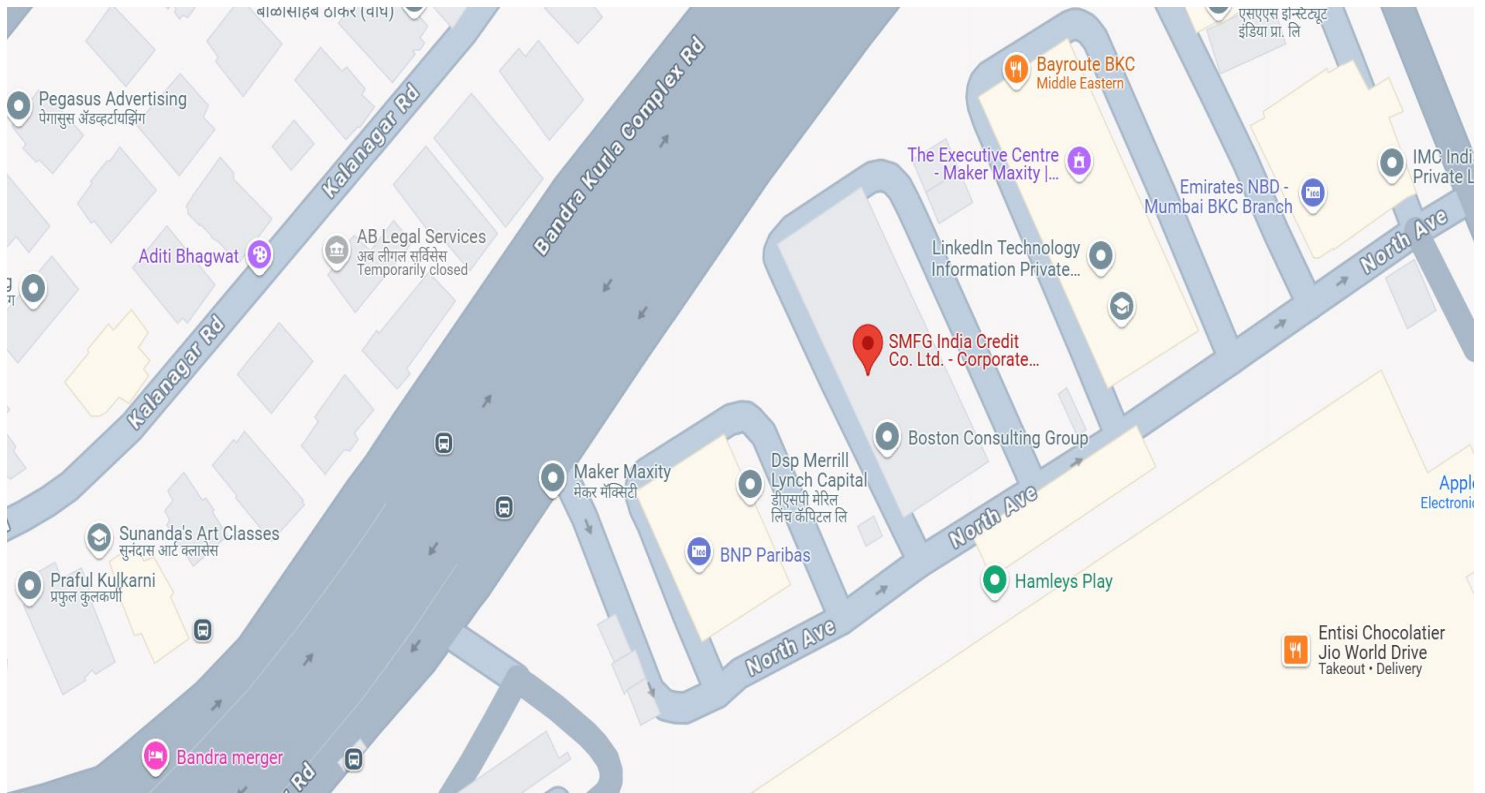 बाळासाहेब ठाकरे (वांध)
एसएएस इन्स्टिट्यूट
इंडिया प्रा. लि
Bayroute BKC
Middle Eastern
Pegasus Advertising
पेगासुस ॲडव्हर्टायझिंग
Kalanagar Rd
Bandra Kurla Complex Rd
The Executive Centre
- Maker Maxity |...
IMC Indi
Private L
Emirates NBD -
Mumbai BKC Branch
North Ave
Aditi Bhagwat
AB Legal Services
अब लीगल सर्विसेस
Temporarily closed
LinkedIn Technology
Information Private...
Kalanagar Rd
SMFG India Credit
Co. Ltd. - Corporate...
Boston Consulting Group
Maker Maxity
मेकर मॅक्सिटी
Dsp Merrill
Lynch Capital
डीएसपी मेरिल
लिंच कॅपिटल लि
Apple
Electronic
North Ave
Sunanda's Art Classes
सुनंदास आर्ट क्लासेस
BNP Paribas
Praful Kulkarni
प्रफुल कुलकर्णी
Hamleys Play
North Ave
Entisi Chocolatier
Jio World Drive
Takeout • Delivery
Bandra merger
Rd